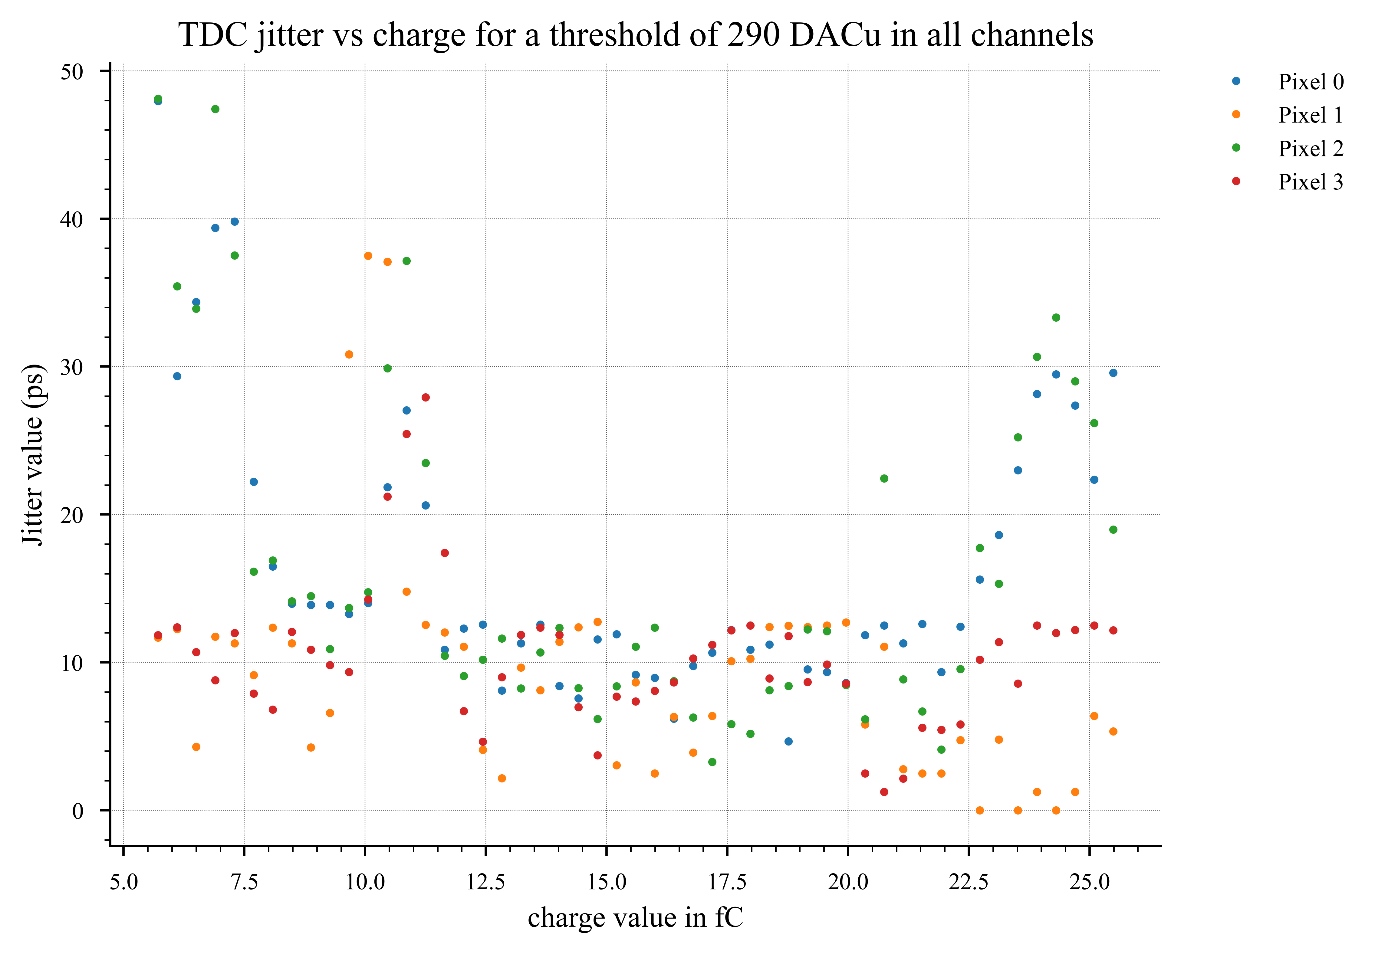 TDC jitter vs charge for a threshold of 290 DACu in all channels
50
40
30
20
10
0
Jitter value (ps)
5.0 7.5 10.0 12.5 15.0 17.5 20.0 22.5 25.0
charge value in fC
Pixel 0
Pixel 1
Pixel 2
Pixel 3